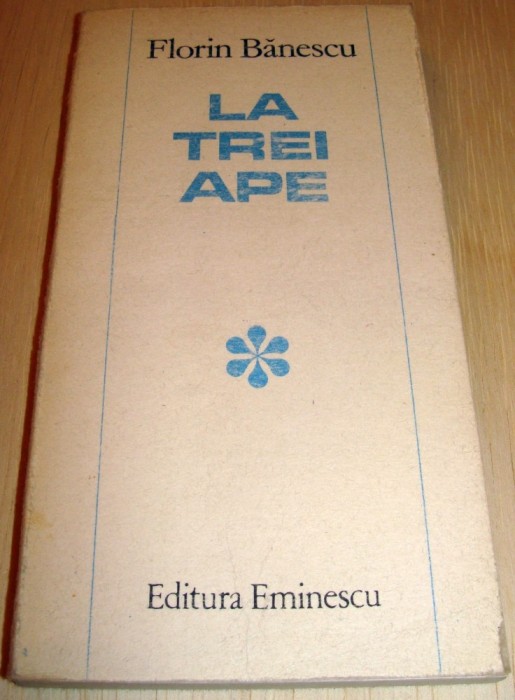 Florin Bănescu
LA
TREI
APE
Editura Eminescu